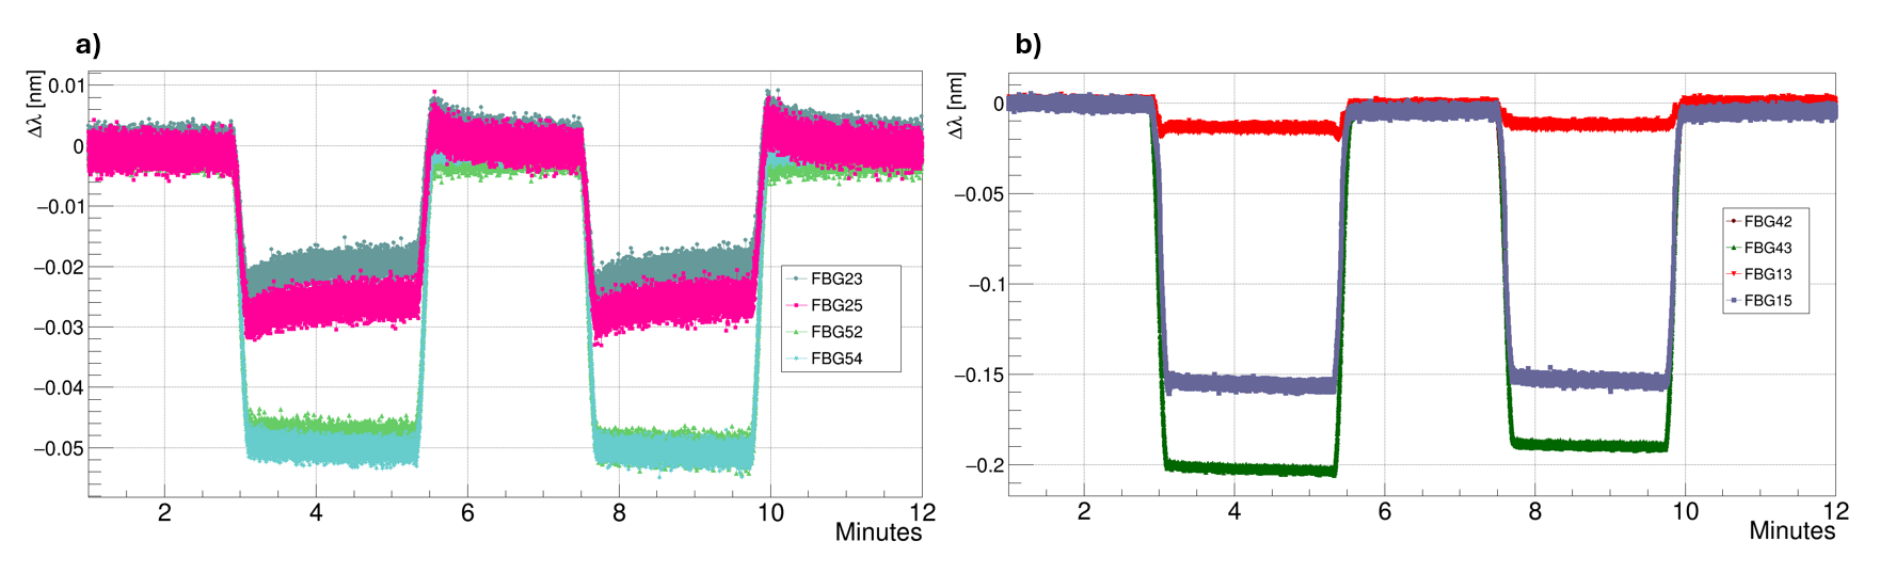 a)
Δλ [nm]
0.01
0
−0.01
−0.02
−0.03
−0.04
−0.05
FBG23
FBG25
FBG52
FBG54
2 4 6 8 10 12
Minutes
b)
Δλ [nm]
0
−0.05
−0.1
−0.15
−0.2
FBG42
FBG43
FBG13
FBG15
2 4 6 8 10 12
Minutes